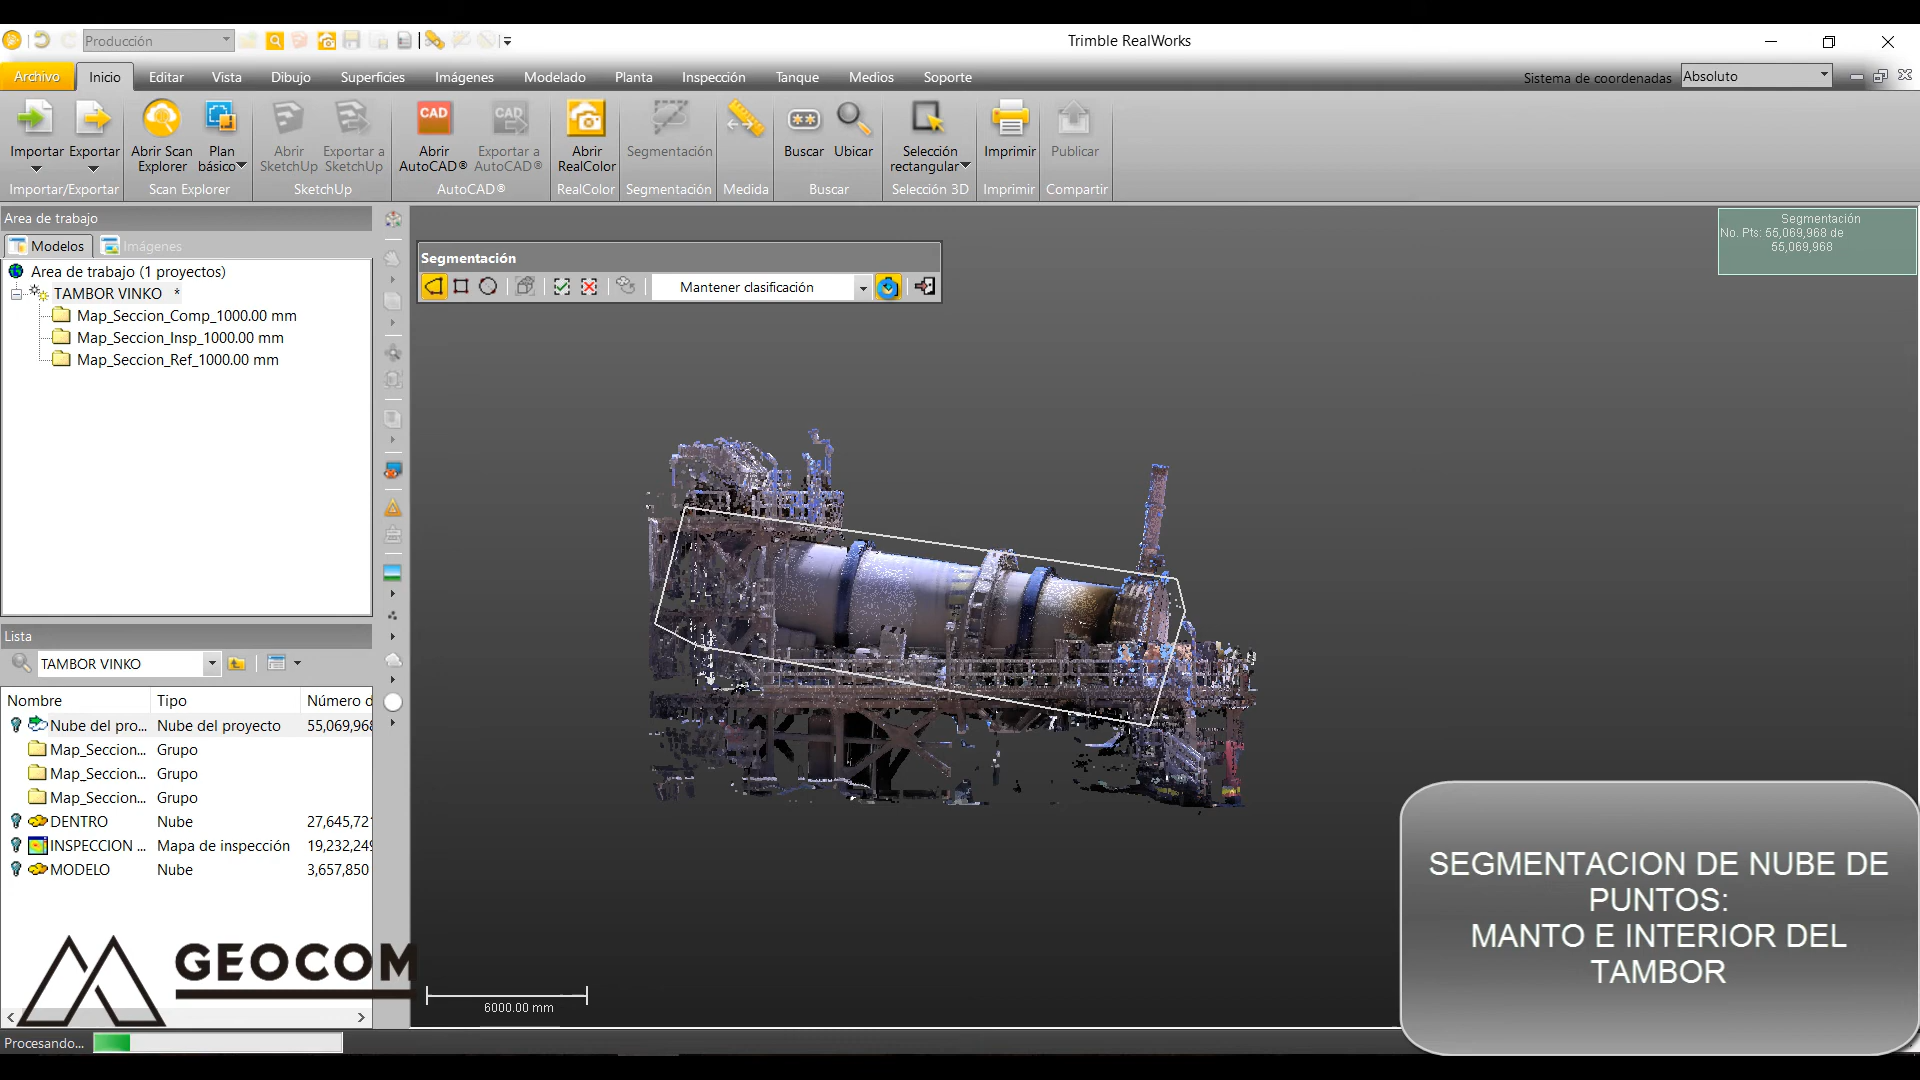 Producción
Trimble RealWorks
Archivo
Inicio
Editar
Vista
Dibujo
Superficies
Imágenes
Modelado
Planta
Inspección
Tanque
Medios
Soporte
Sistema de coordenadas
Absoluto
Importar
Exportar
Importar/Exportar
Abrir Scan
Explorer
Plan
básico
Scan Explorer
Abrir
SketchUp
Exportar a
SketchUp
SketchUp
CAD
Abrir
AutoCAD®
CAD
Exportar a
AutoCAD®
AutoCAD®
Abrir
RealColor
RealColor
Segmentación
Segmentación
Medida
Buscar
Ubicar
Buscar
Selección
rectangular
Selección 3D
Imprimir
Imprimir
Publicar
Compartir
Area de trabajo
Modelos
Imágenes
Area de trabajo (1 proyectos)
TAMBOR VINKO *
Map_Seccion_Comp_1000.00 mm
Map_Seccion_Insp_1000.00 mm
Map_Seccion_Ref_1000.00 mm
Segmentación
Mantener clasificación
Segmentación
No. Pts: 55,069,968 de
55,069,968
Lista
TAMBOR VINKO
Nombre Tipo Número d
Nube del pro... Nube del proyecto 55,069,968
Map_Seccion... Grupo
Map_Seccion... Grupo
Map_Seccion... Grupo
DENTRO Nube 27,645,721
INSPECCION ... Mapa de inspección 19,232,249
MODELO Nube 3,657,850
GEOCOM
6000.00 mm
SEGMENTACION DE NUBE DE
PUNTOS:
MANTO E INTERIOR DEL
TAMBOR
Procesando...